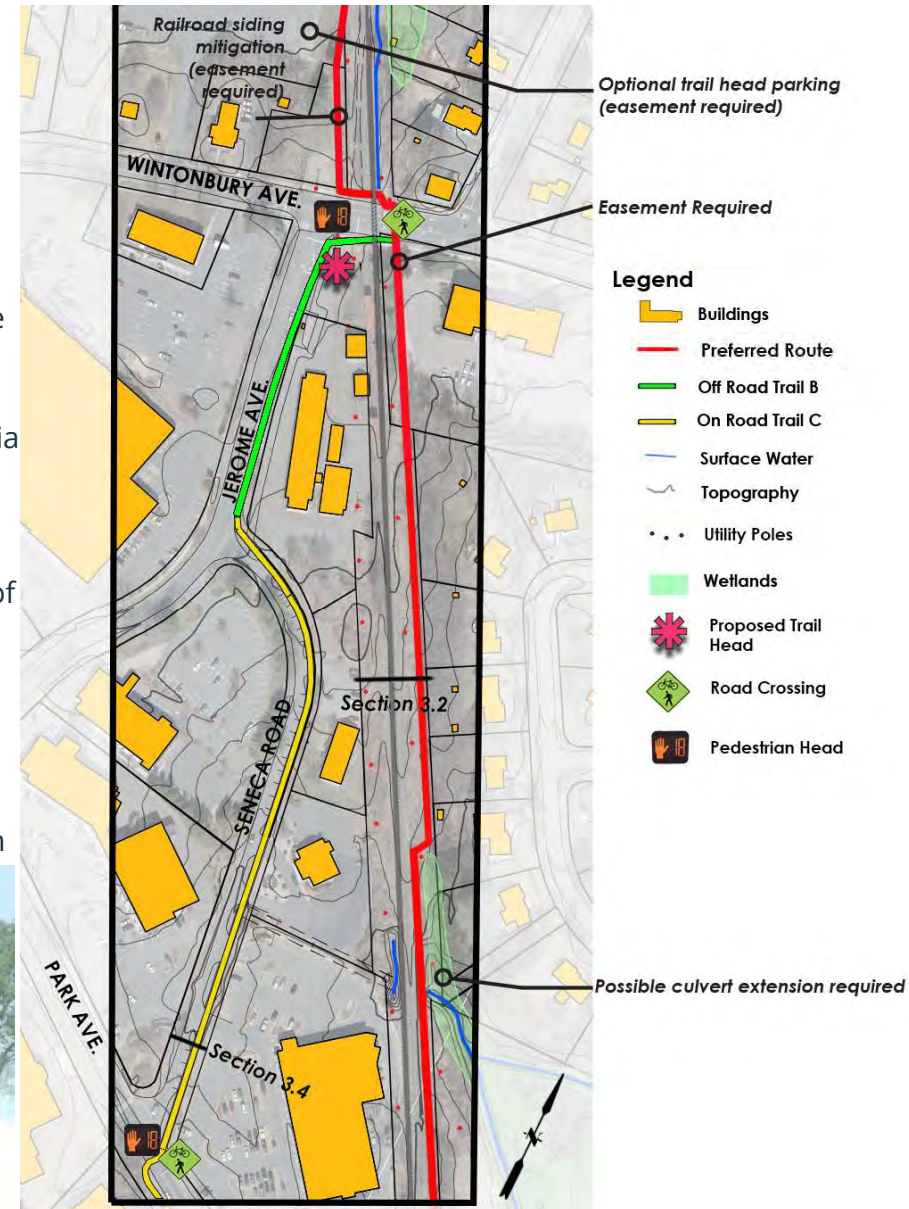 Railroad siding
mitigation
(easement
required)
Optional trail head parking
(easement required)
WINTONBURY AVE.
18
Easement Required
Legend
Buildings
Preferred Route
Off Road Trail B
On Road Trail C
Surface Water
Topography
Utility Poles
Wetlands
Proposed Trail
Head
Road Crossing
18
Pedestrian Head
JEROME AVE.
ia
of
Section 3.2
SENECA ROAD
PARK AVE.
Possible culvert extension required
Section 3.4
18
N